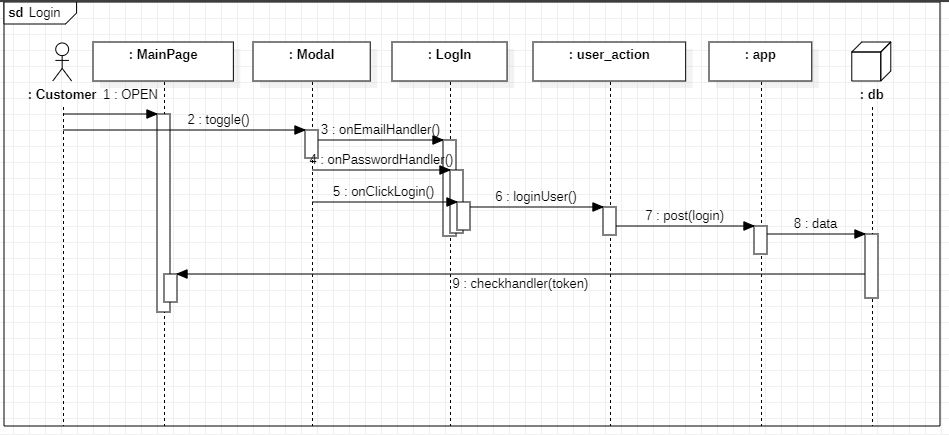 sd Login
: MainPage
: Modal
: LogIn
: user_action
: app
: Customer
: db
1 : OPEN
2 : toggle()
3 : onEmailHandler()
4 : onPasswordHandler()
5 : onClickLogin()
6 : loginUser()
7 : post(login)
8 : data
9 : checkhandler(token)